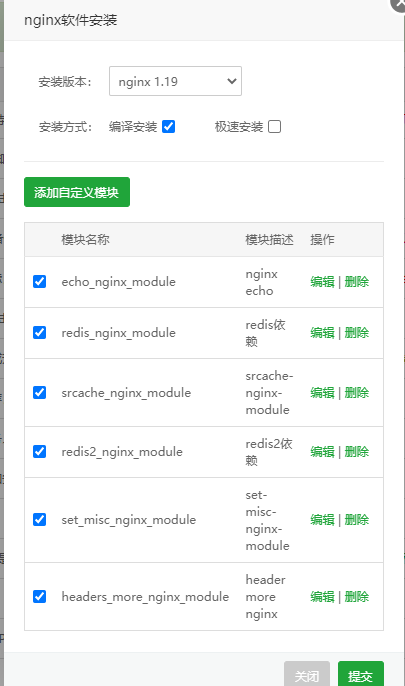 nginx软件安装
安装版本: nginx 1.19
安装方式: 编译安装 极速安装
添加自定义模块
模块名称 模块描述 操作
echo_nginx_module nginx echo 编辑 | 删除
redis_nginx_module redis依赖 编辑 | 删除
srcache_nginx_module srcache-nginx-module 编辑 | 删除
redis2_nginx_module redis2依赖 编辑 | 删除
set_misc_nginx_module set-misc-nginx-module 编辑 | 删除
headers_more_nginx_module header more nginx 编辑 | 删除
关闭 提交